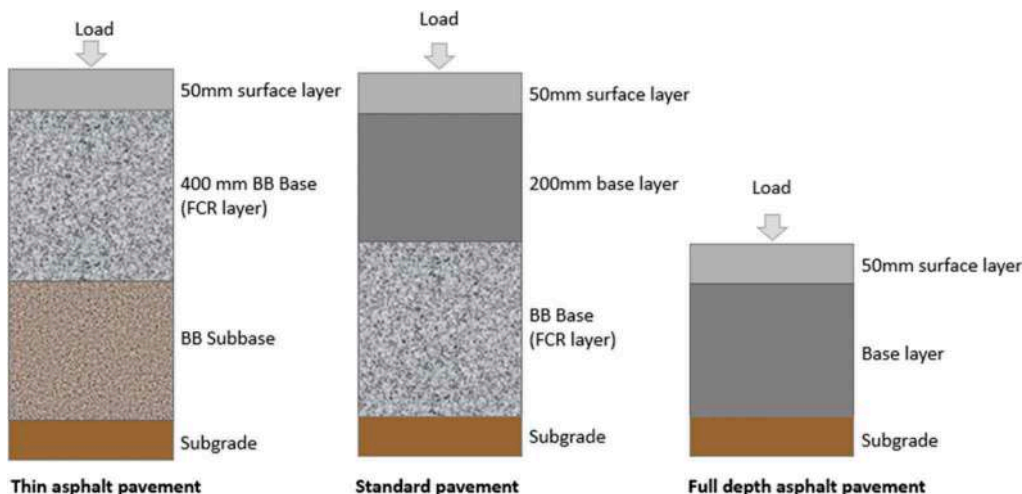 Load
50mm surface layer
400 mm BB Base
(FCR layer)
BB Subbase
Subgrade
Thin asphalt pavement
Load
50mm surface layer
200mm base layer
BB Base
(FCR layer)
Subgrade
Standard pavement
Load
50mm surface layer
Base layer
Subgrade
Full depth asphalt pavement